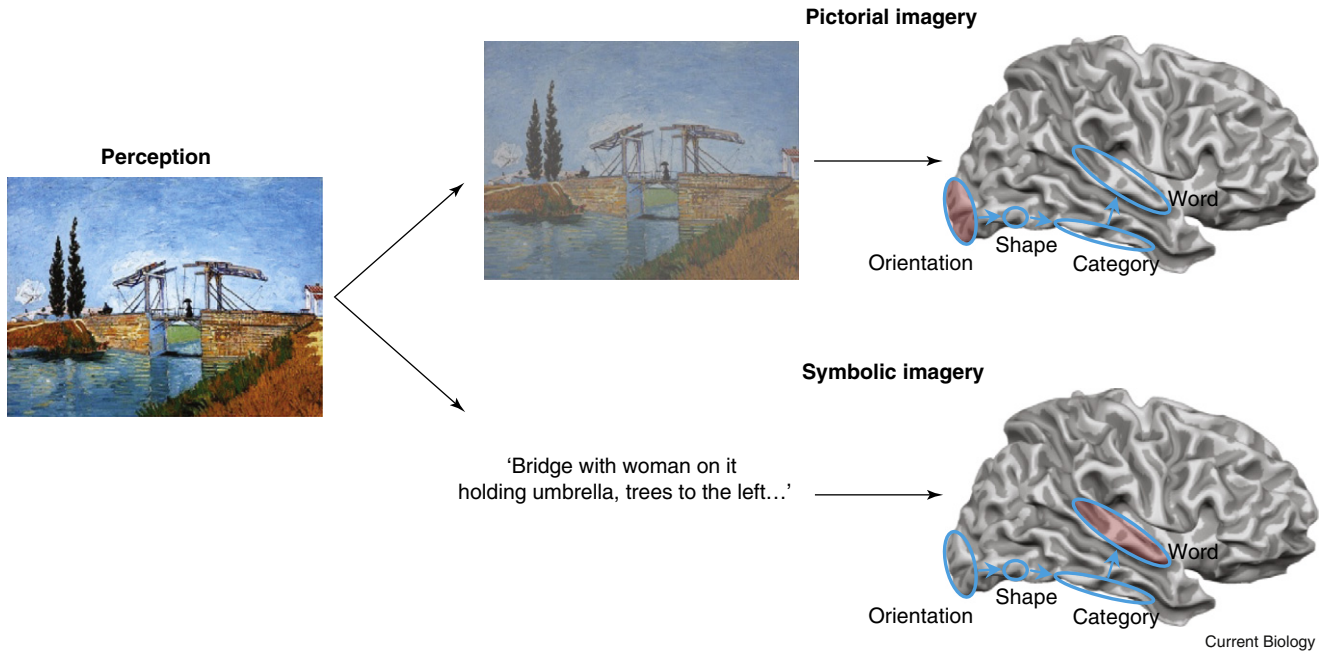 Pictorial imagery
Perception
Word
Shape
Orientation
Category
Symbolic imagery
‘Bridge with woman on it
holding umbrella, trees to the left…’
Word
Shape
Orientation
Category
Current Biology